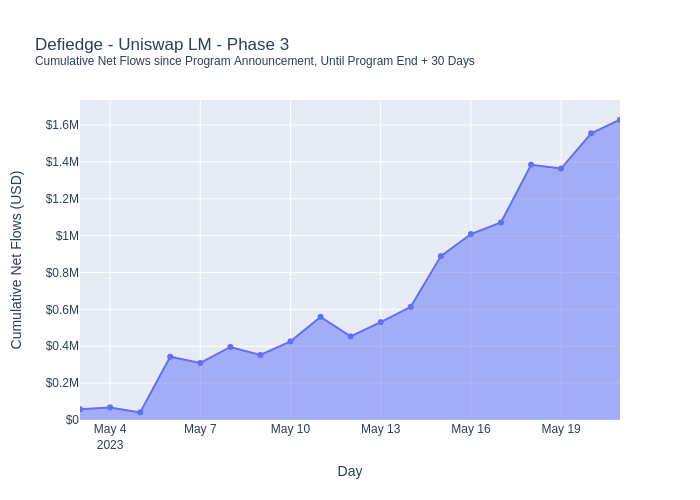 Defiedge - Uniswap LM - Phase 3
Cumulative Net Flows since Program Announcement, Until Program End + 30 Days
Cumulative Net Flows (USD)
$1.6M
$1.4M
$1.2M
$1M
$0.8M
$0.6M
$0.4M
$0.2M
$0
May 4 May 7 May 10 May 13 May 16 May 19
2023
Day